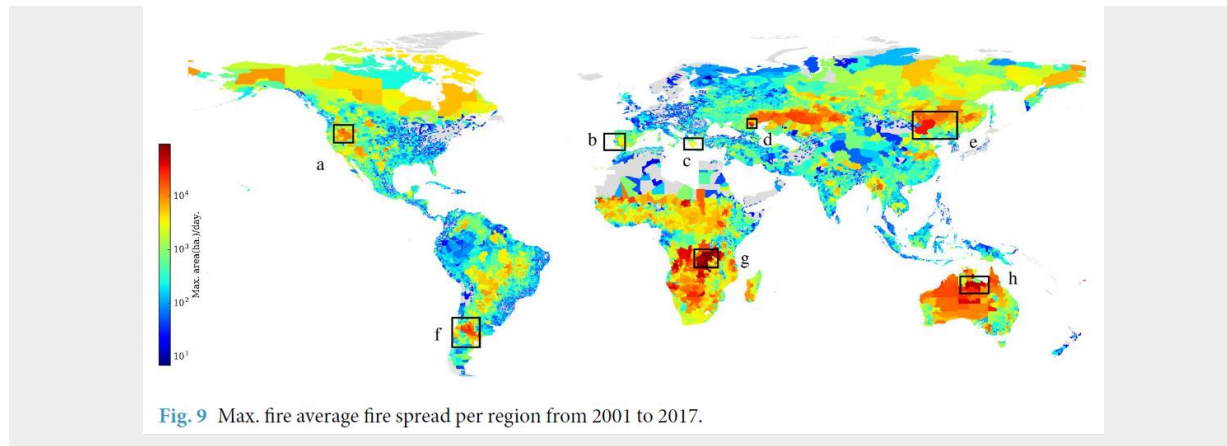 a
b
c
d
e
f
g
h
Max. area(ha.)/day.
10⁴
10³
10²
10¹
Fig. 9 Max. fire average fire spread per region from 2001 to 2017.